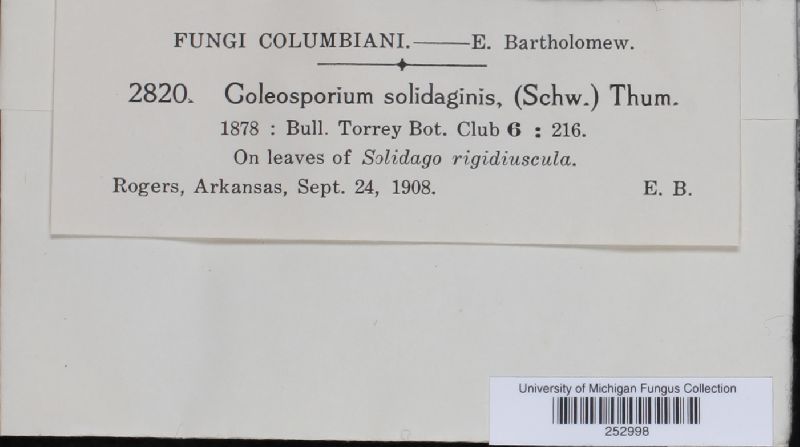 FUNGI COLUMBIANI.——E. Bartholomew.
2820. Coleosporium solidaginis, (Schw.) Thum.
1878 : Bull. Torrey Bot. Club 6 : 216.
On leaves of Solidago rigidiuscula.
Rogers, Arkansas, Sept. 24, 1908. E. B.
University of Michigan Fungus Collection
252998